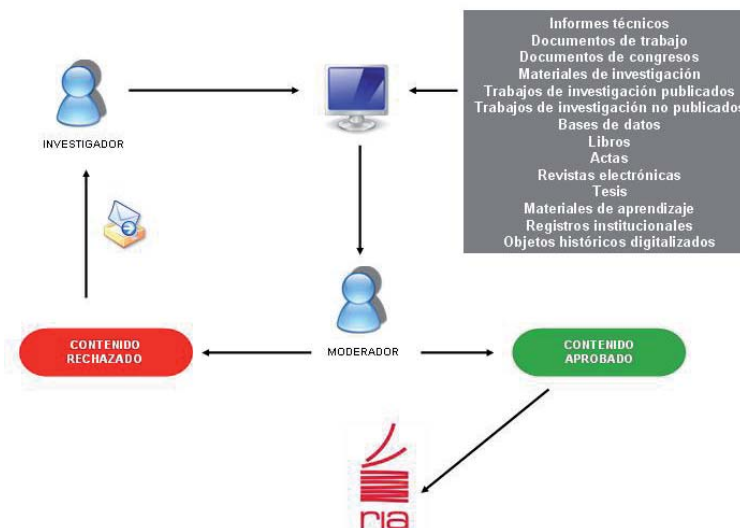 Informes técnicos
Documentos de trabajo
Documentos de congresos
Materiales de investigación
Trabajos de investigación publicados
Trabajos de investigación no publicados
Bases de datos
Libros
Actas
Revistas electrónicas
Tesis
Materiales de aprendizaje
Registros institucionales
Objetos históricos digitalizados
INVESTIGADOR
CONTENIDO
RECHAZADO
MODERADOR
CONTENIDO
APROBADO
ria